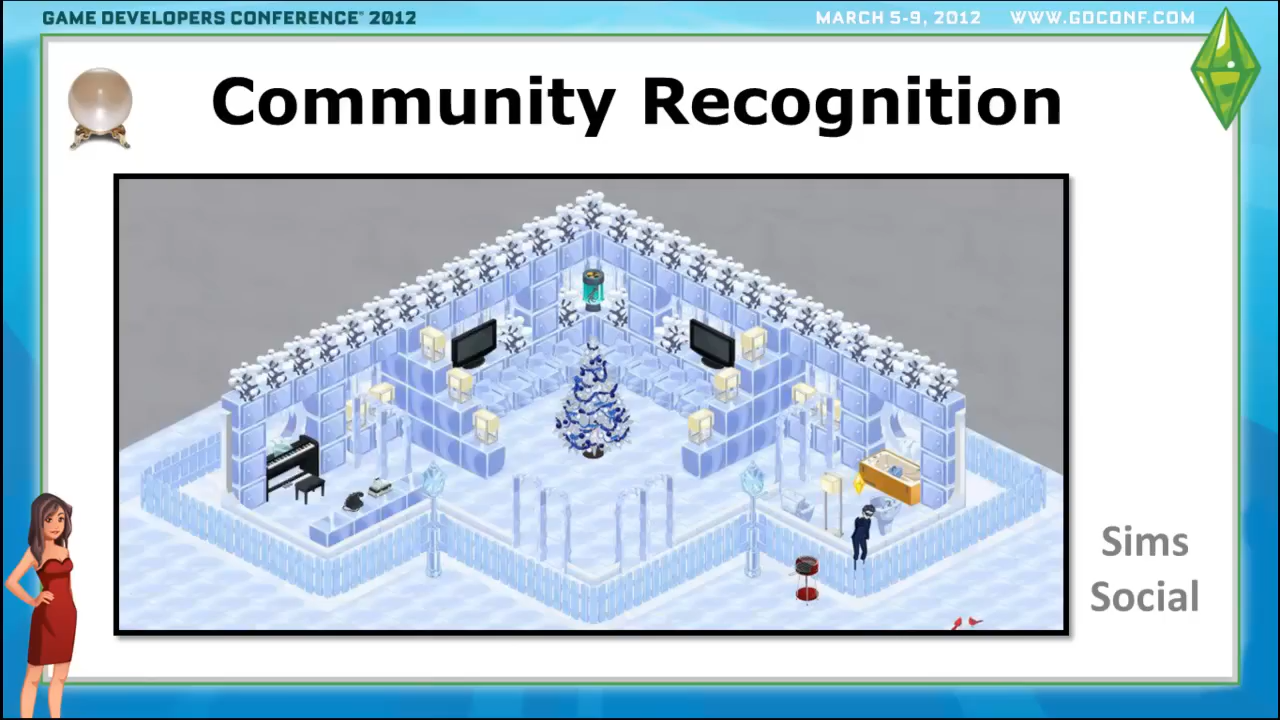 GAME DEVELOPERS CONFERENCE® 2012
MARCH 5-9, 2012 WWW.GDCONF.COM
Community Recognition
Sims
Social